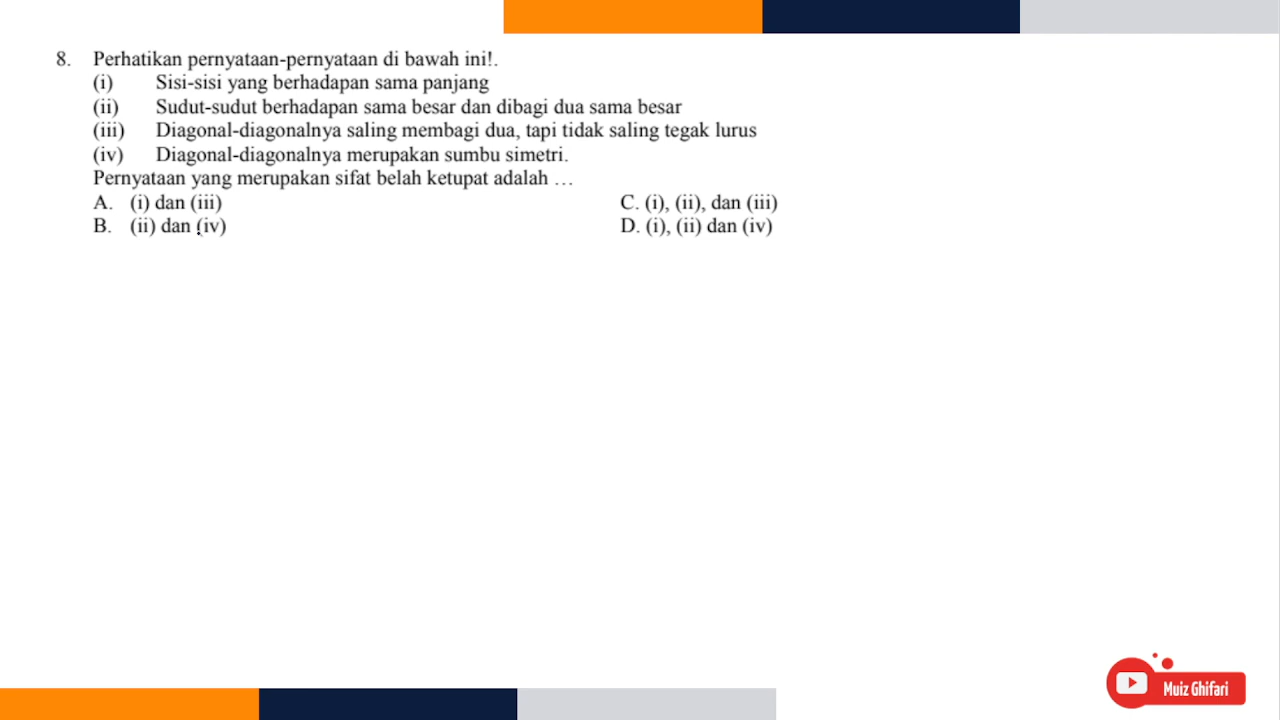 8. Perhatikan pernyataan-pernyataan di bawah ini!.
(i) Sisi-sisi yang berhadapan sama panjang
(ii) Sudut-sudut berhadapan sama besar dan dibagi dua sama besar
(iii) Diagonal-diagonalnya saling membagi dua, tapi tidak saling tegak lurus
(iv) Diagonal-diagonalnya merupakan sumbu simetri.
Pernyataan yang merupakan sifat belah ketupat adalah …
A. (i) dan (iii) C. (i), (ii), dan (iii)
B. (ii) dan (iv) D. (i), (ii) dan (iv)
Muiz Ghifari